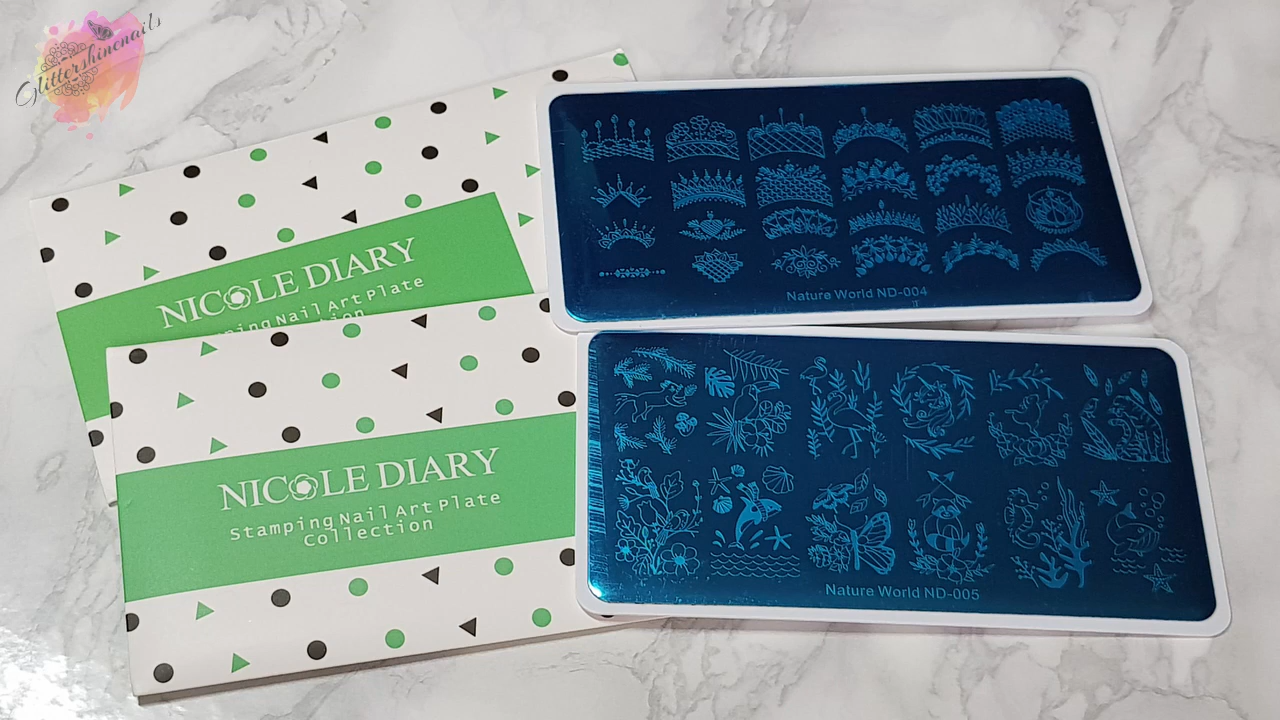 Glittershinenails
NICOLE DIARY
Stamping Nail Art Plate
NICOLE DIARY
Stamping Nail Art Plate
Collection
Nature World ND-004
Nature World ND-005